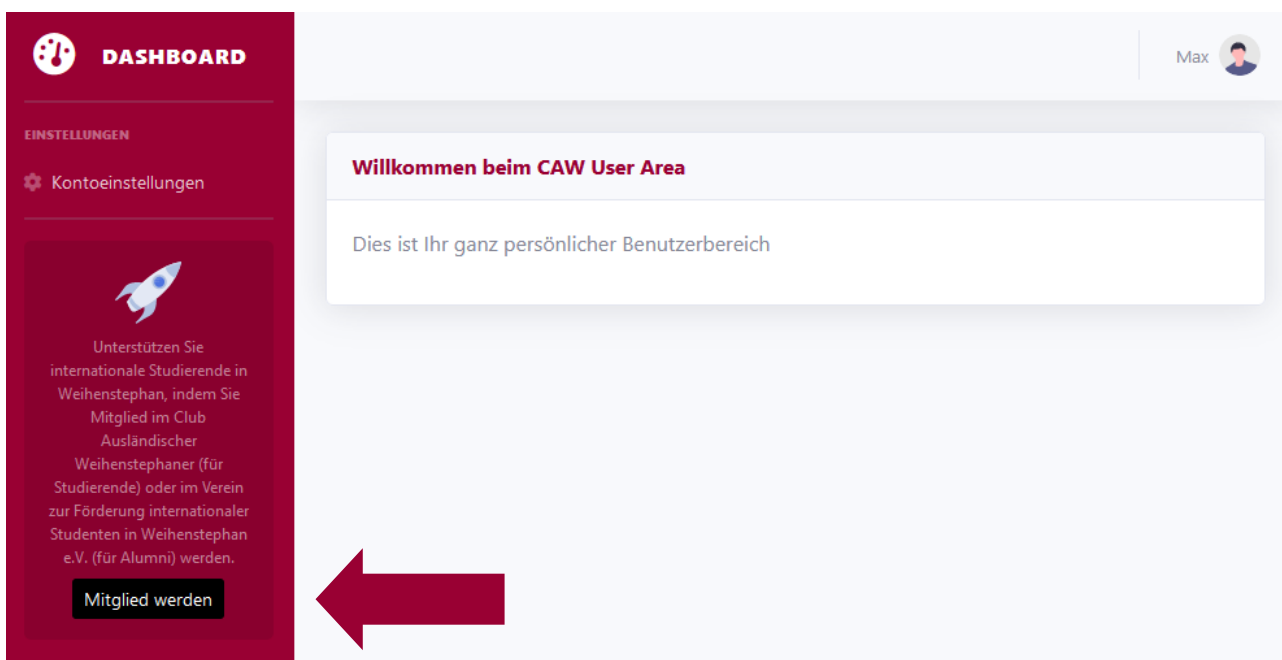 DASHBOARD
Max
EINSTELLUNGEN
Kontoeinstellungen
Willkommen beim CAW User Area
Dies ist Ihr ganz persönlicher Benutzerbereich
Unterstützen Sie
internationale Studierende in
Weihenstephan, indem Sie
Mitglied im Club
Ausländischer
Weihenstephaner (für
Studierende) oder im Verein
zur Förderung internationaler
Studenten in Weihenstephan
e.V. (für Alumni) werden.
Mitglied werden